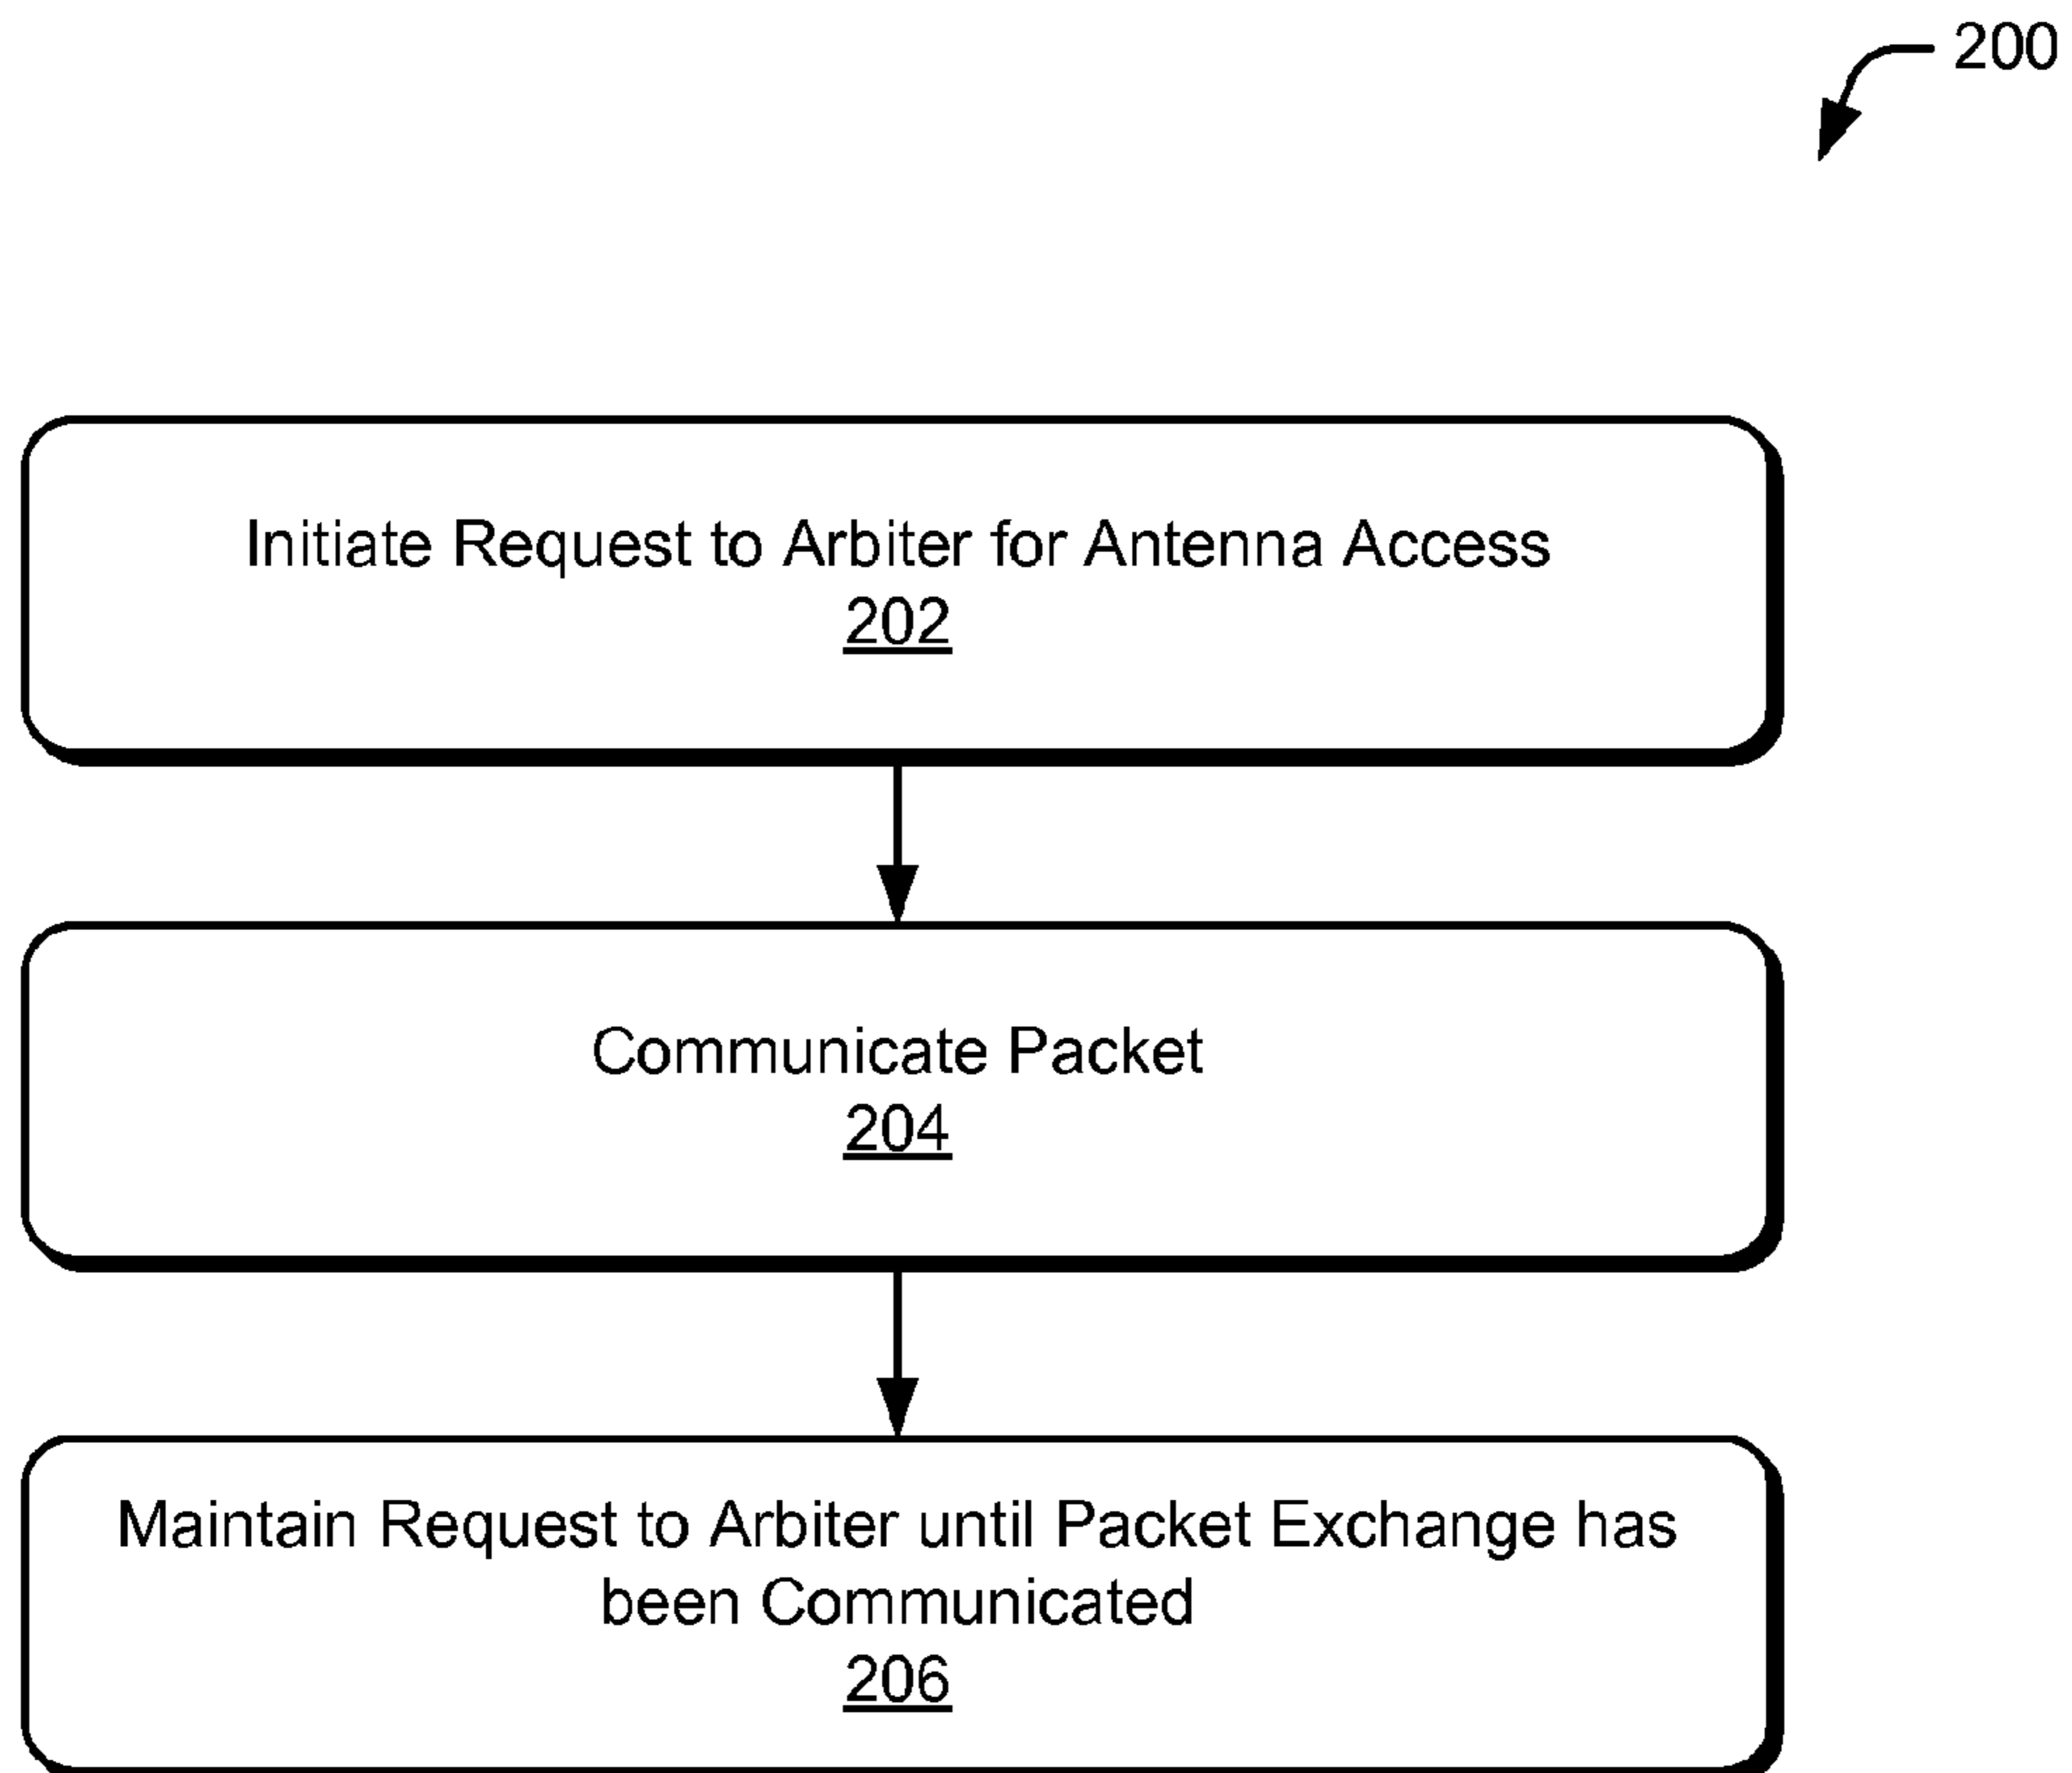 200
Initiate Request to Arbiter for Antenna Access
202
Communicate Packet
204
Maintain Request to Arbiter until Packet Exchange has
been Communicated
206